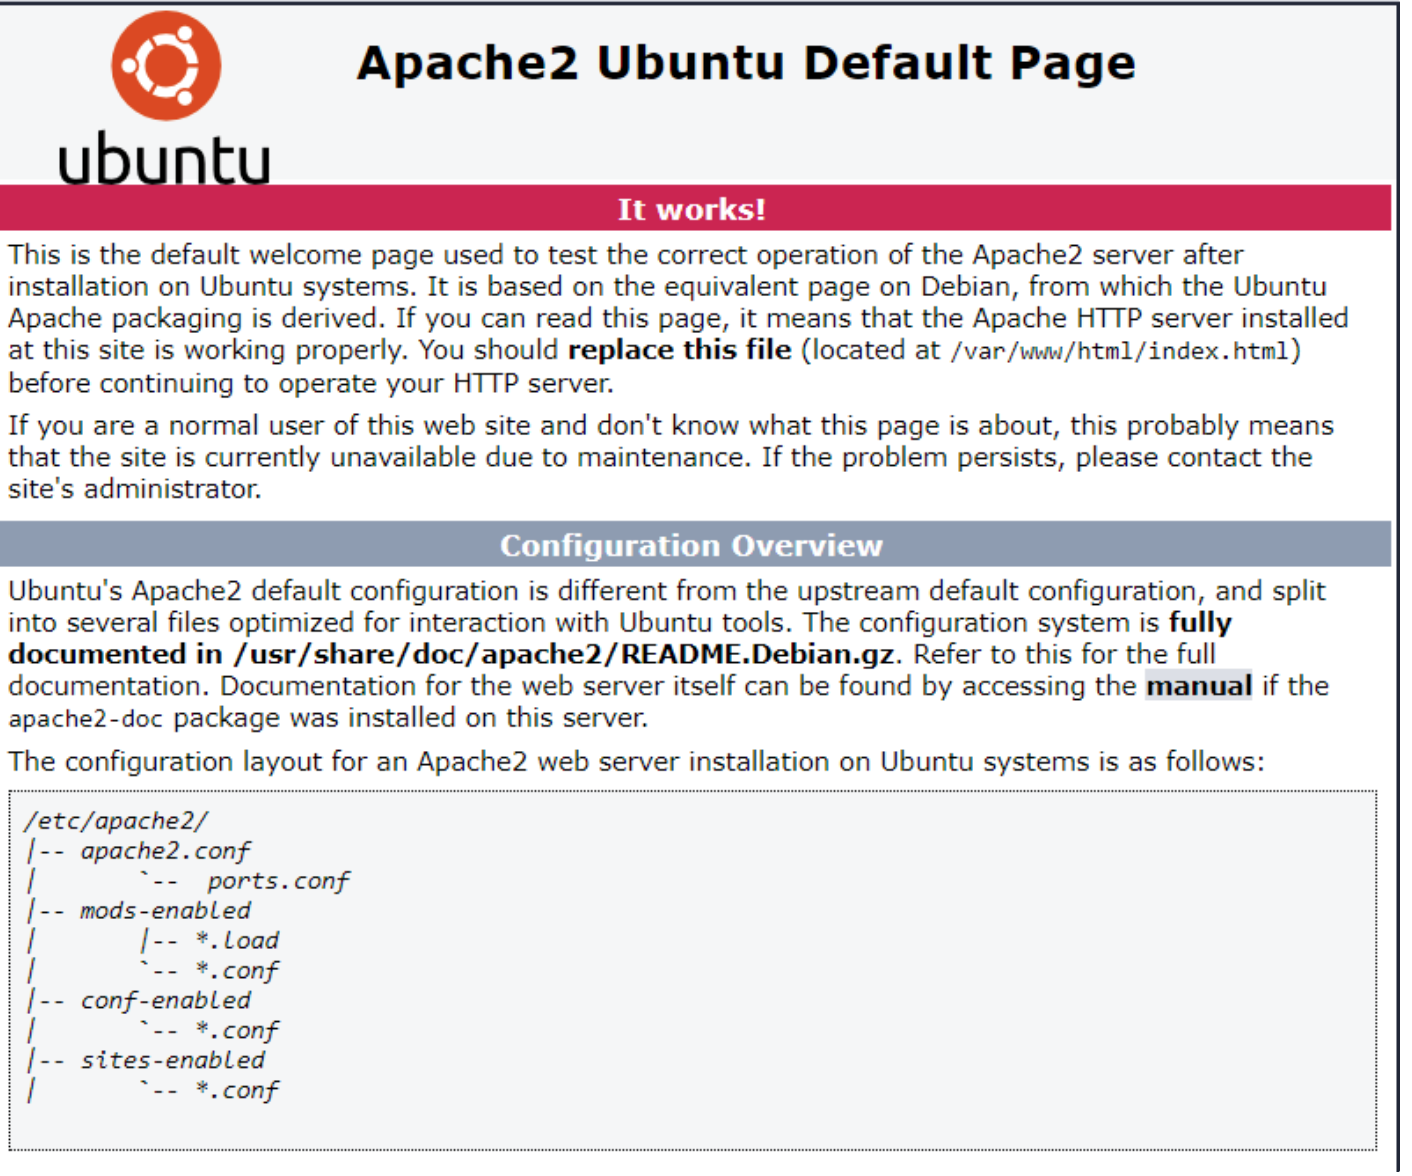 ubuntu
Apache2 Ubuntu Default Page
It works!
This is the default welcome page used to test the correct operation of the Apache2 server after
installation on Ubuntu systems. It is based on the equivalent page on Debian, from which the Ubuntu
Apache packaging is derived. If you can read this page, it means that the Apache HTTP server installed
at this site is working properly. You should replace this file (located at /var/www/html/index.html)
before continuing to operate your HTTP server.
If you are a normal user of this web site and don't know what this page is about, this probably means
that the site is currently unavailable due to maintenance. If the problem persists, please contact the
site's administrator.
Configuration Overview
Ubuntu's Apache2 default configuration is different from the upstream default configuration, and split
into several files optimized for interaction with Ubuntu tools. The configuration system is fully
documented in /usr/share/doc/apache2/README.Debian.gz. Refer to this for the full
documentation. Documentation for the web server itself can be found by accessing the manual if the
apache2-doc package was installed on this server.
The configuration layout for an Apache2 web server installation on Ubuntu systems is as follows:
/etc/apache2/
|-- apache2.conf
|       `--  ports.conf
|-- mods-enabled
|       |-- *.load
|       `-- *.conf
|-- conf-enabled
|       `-- *.conf
|-- sites-enabled
|       `-- *.conf